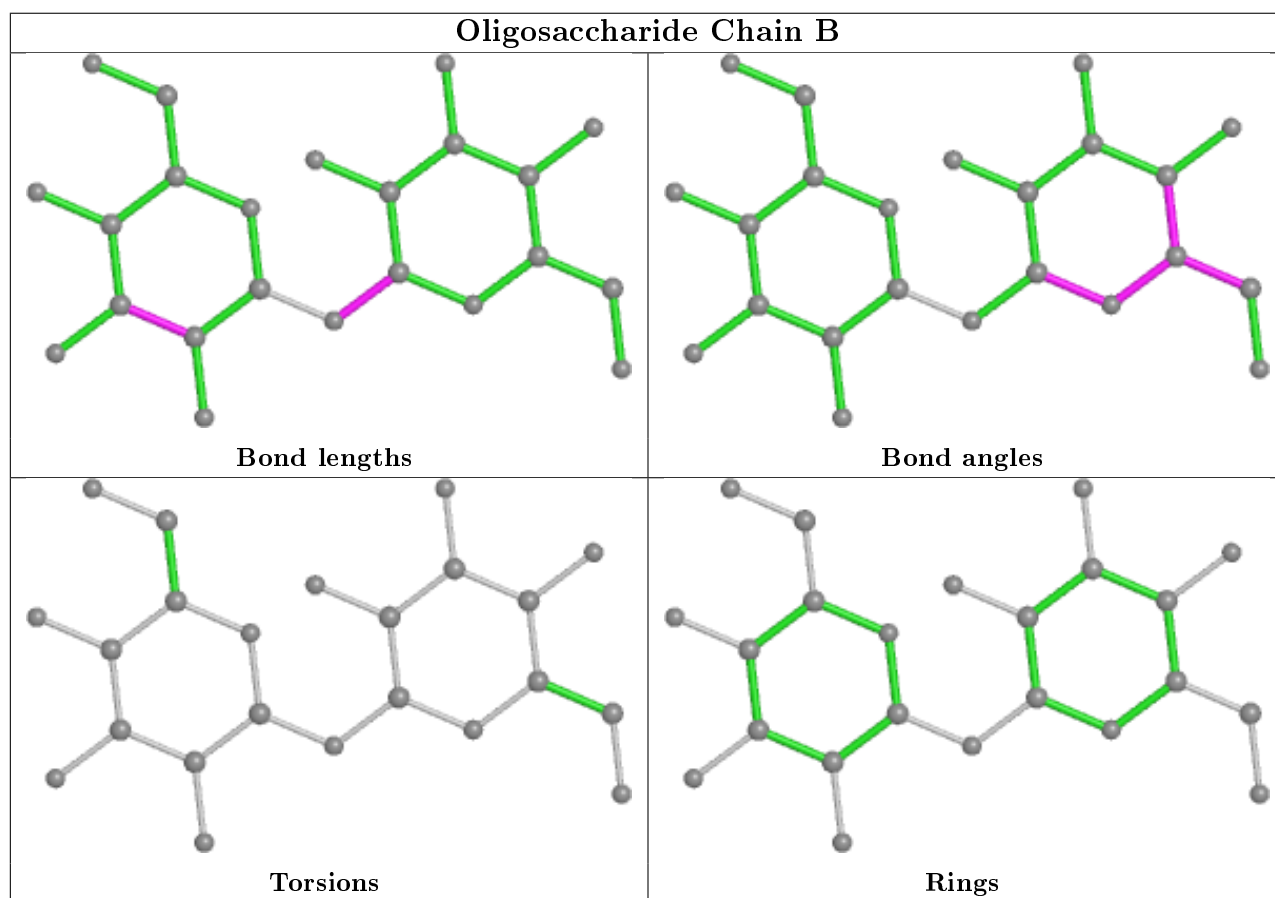 Oligosaccharide Chain B
Bond lengths
Bond angles
Torsions
Rings